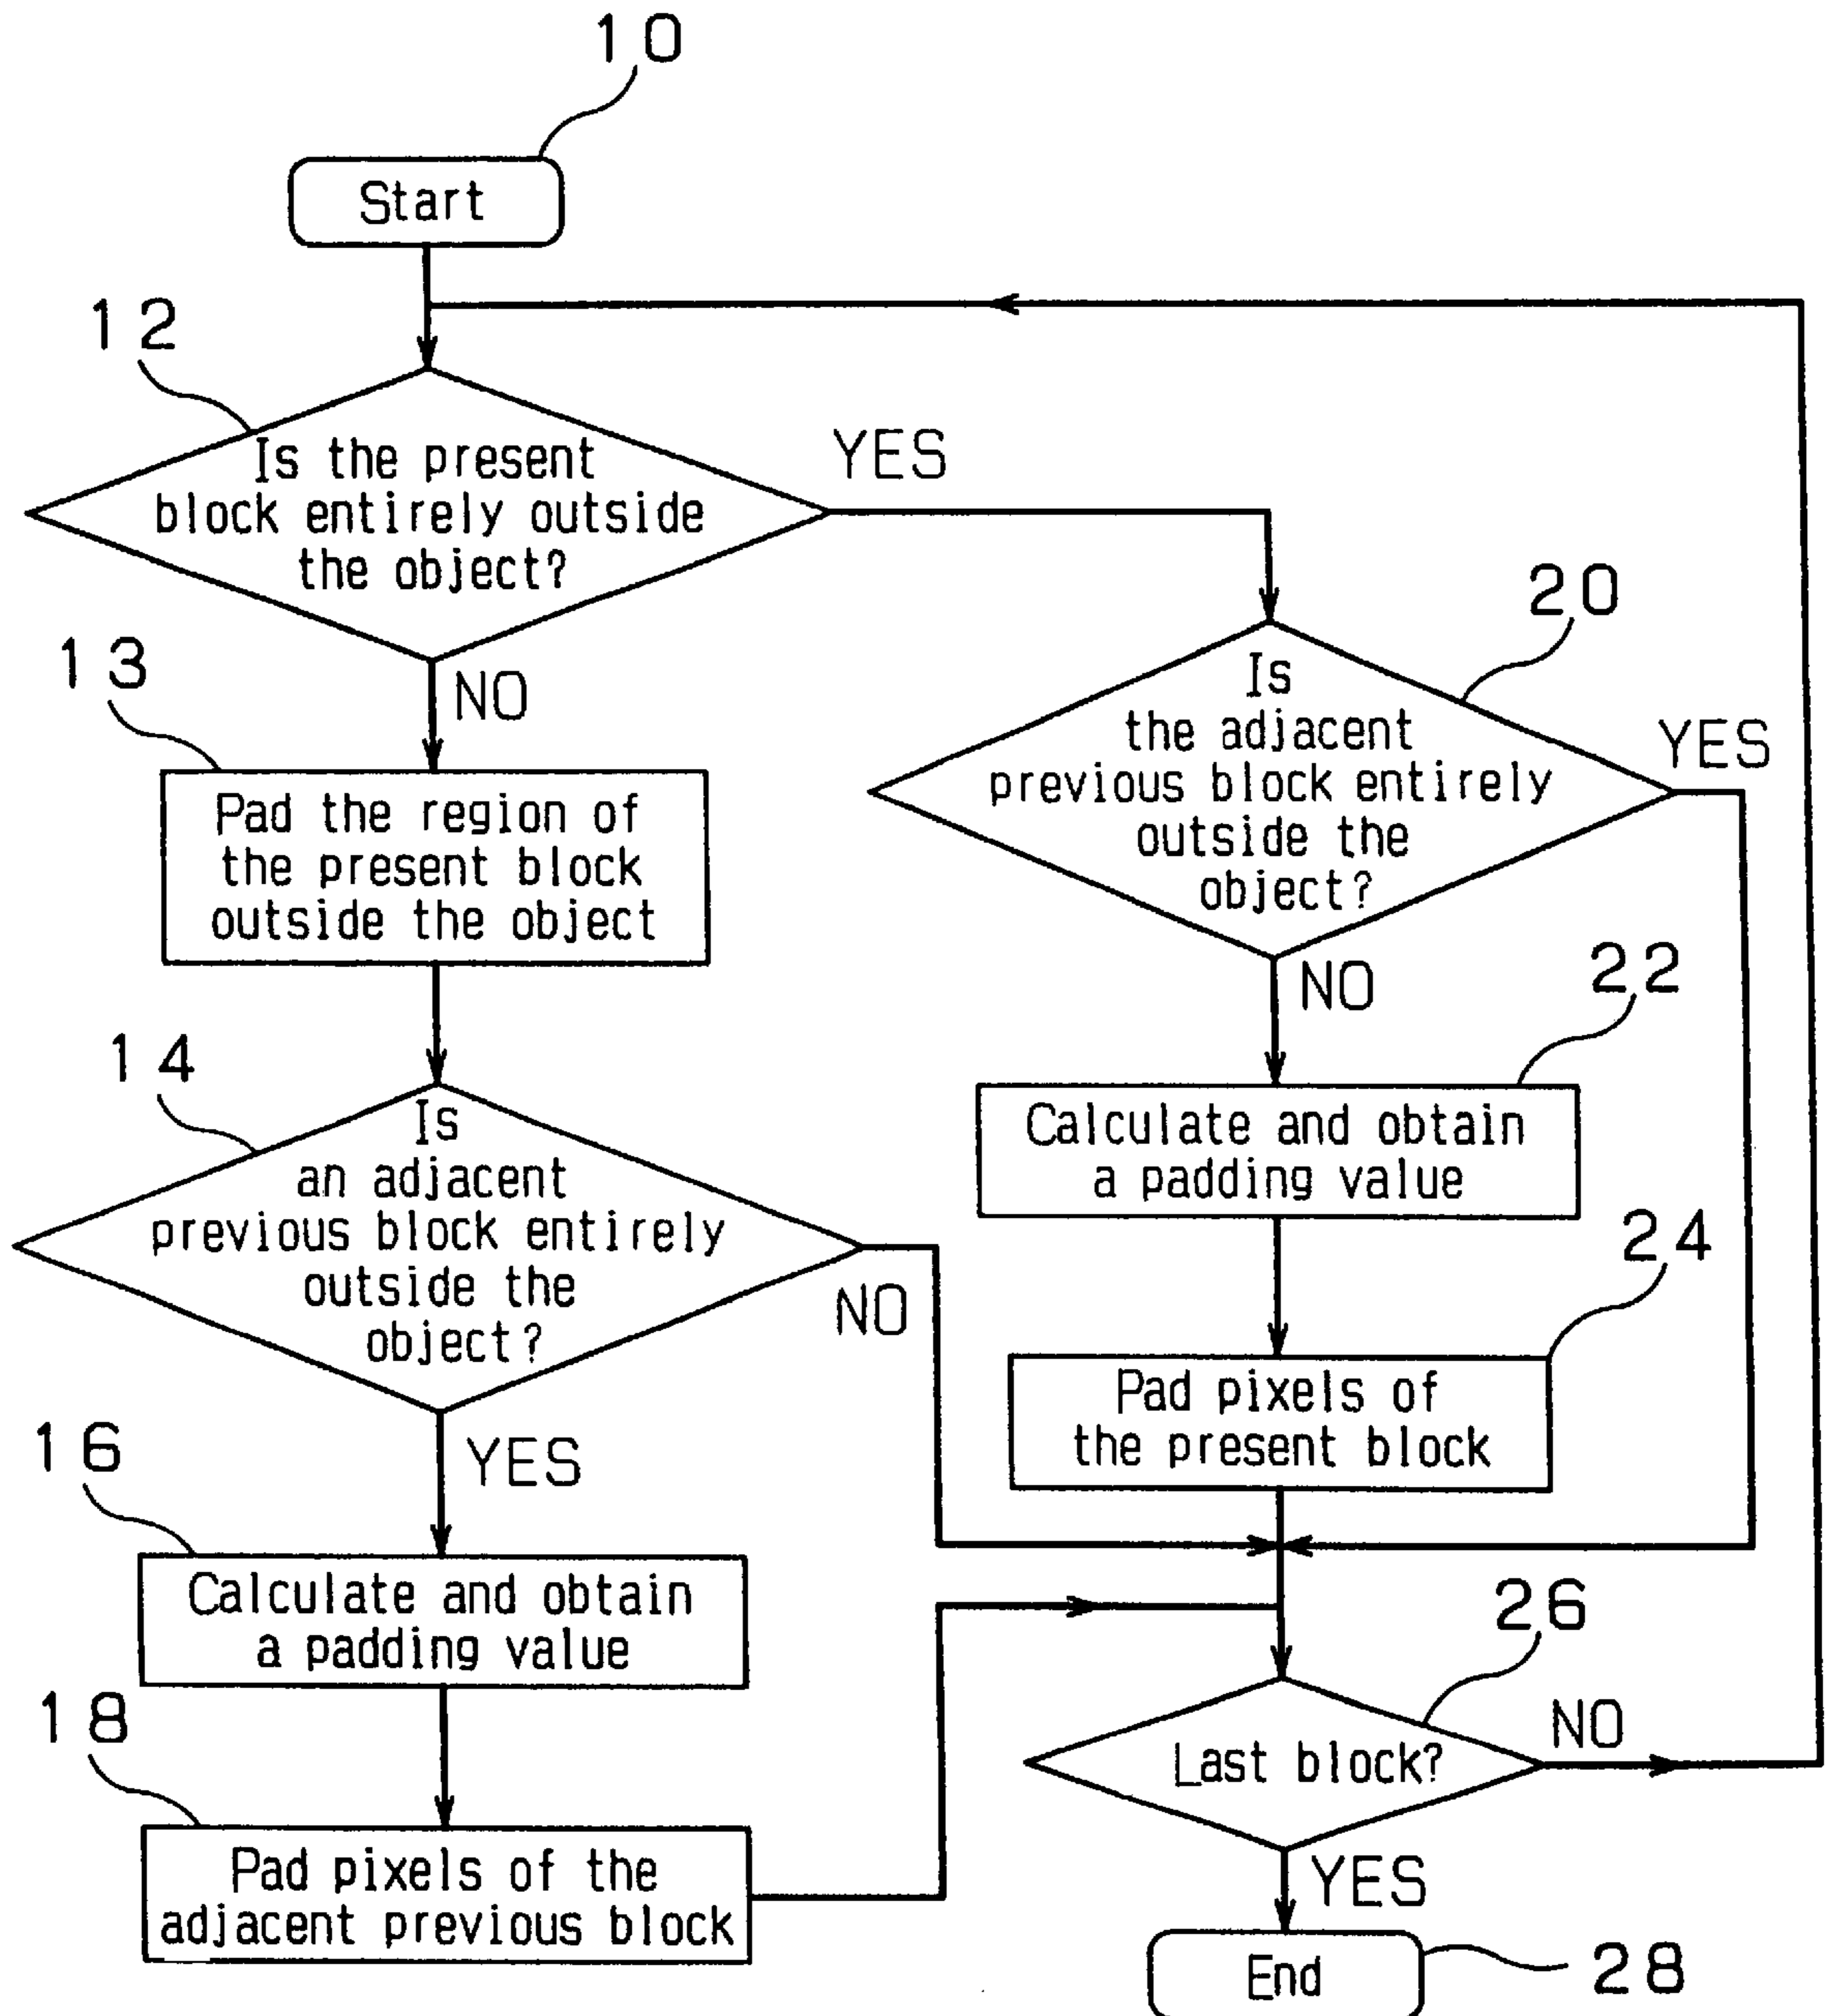 10
Start
12
Is the present
block entirely outside
the object?
YES
NO
13
Pad the region of
the present block
outside the object
14
Is
an adjacent
previous block entirely
outside the
object?
NO
YES
16
Calculate and obtain
a padding value
18
Pad pixels of the
adjacent previous block
20
Is
the adjacent
previous block entirely
outside the
object?
YES
NO
22
Calculate and obtain
a padding value
24
Pad pixels of
the present block
26
Last block?
NO
YES
End
28